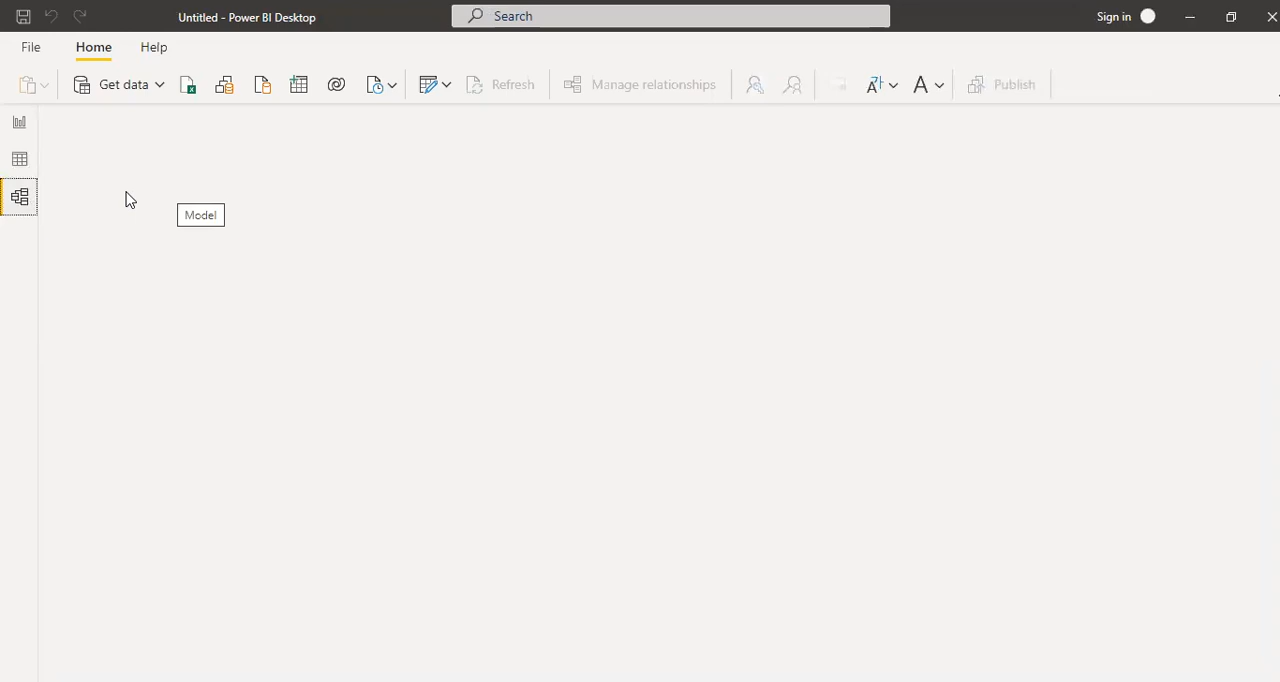 Untitled - Power BI Desktop
Search
Sign in
File
Home
Help
Get data
Refresh
Manage relationships
Publish
Model